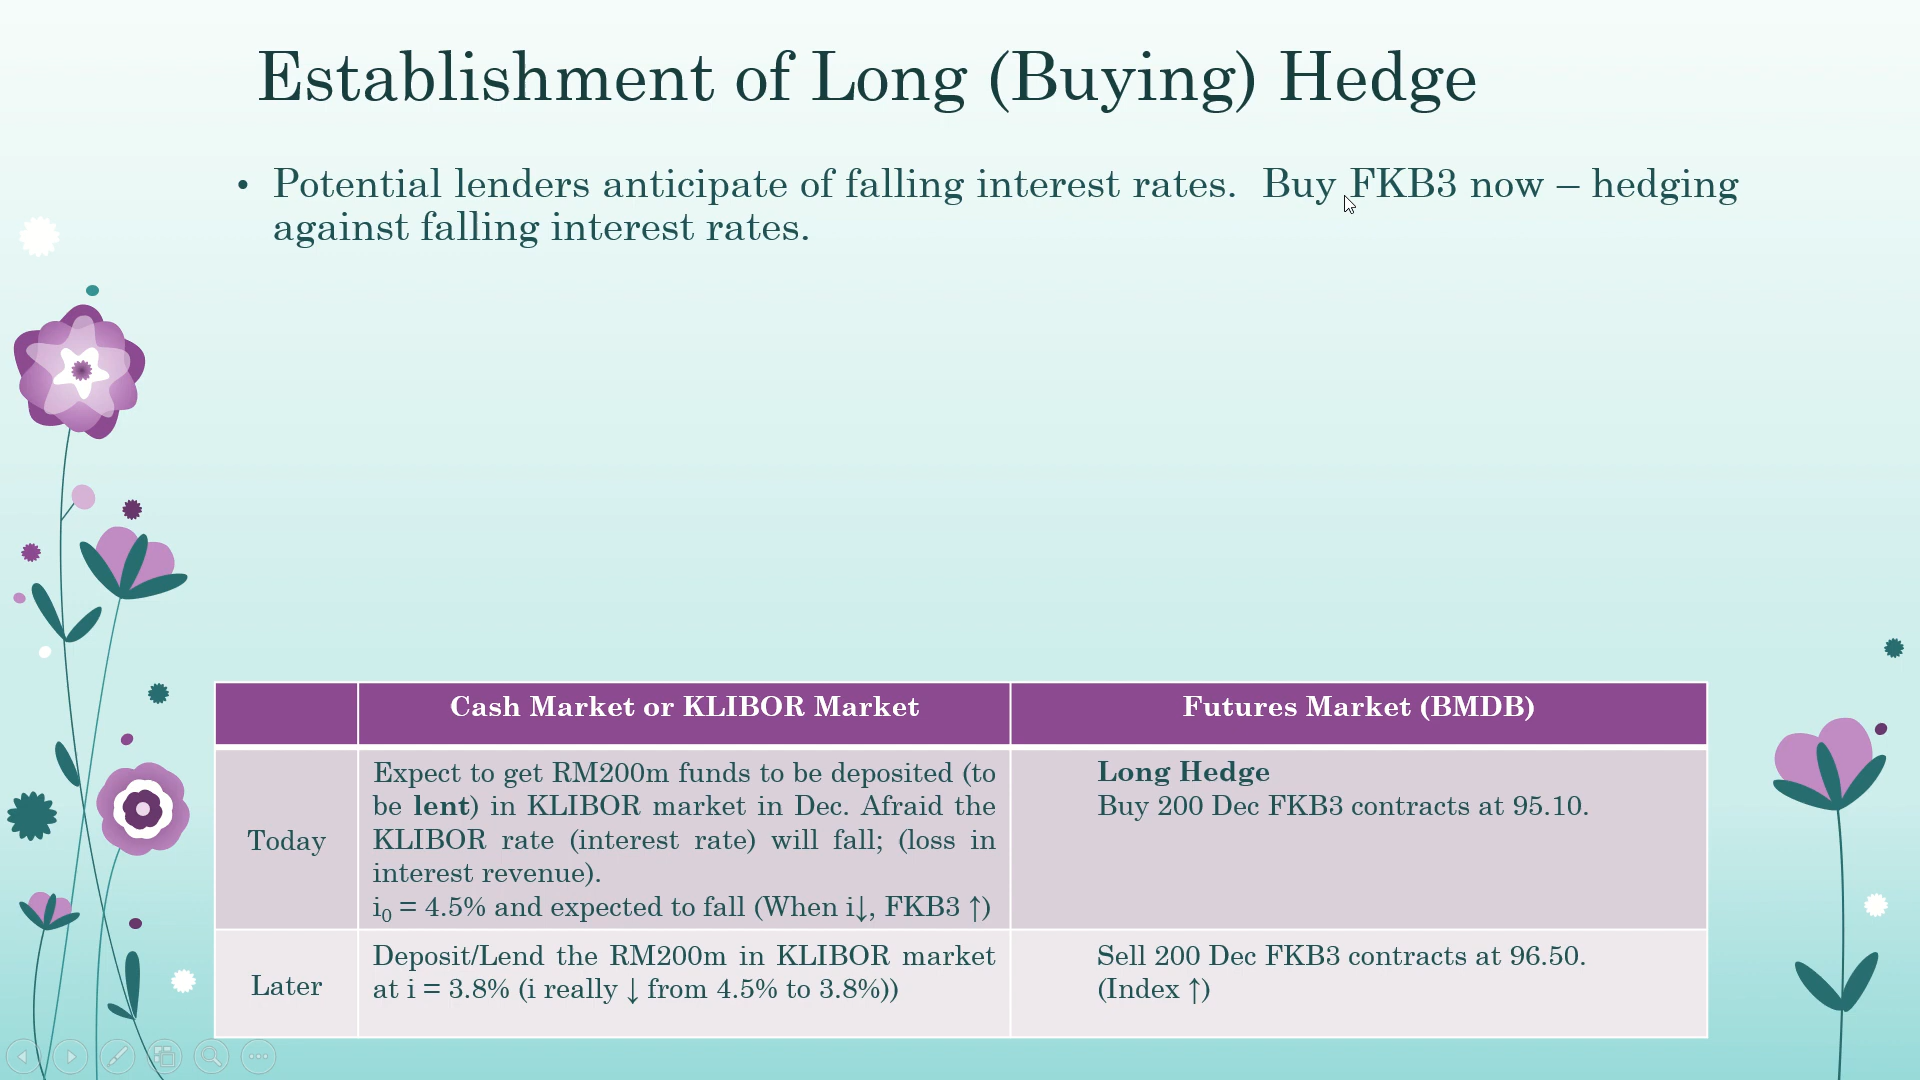 Establishment of Long (Buying) Hedge
• Potential lenders anticipate of falling interest rates.  Buy FKB3 now – hedging
against falling interest rates.
Cash Market or KLIBOR Market
Futures Market (BMDB)
Today
Expect to get RM200m funds to be deposited (to
be lent) in KLIBOR market in Dec. Afraid the
KLIBOR rate (interest rate) will fall; (loss in
interest revenue).
i₀ = 4.5% and expected to fall (When i↓, FKB3 ↑)
Long Hedge
Buy 200 Dec FKB3 contracts at 95.10.
Later
Deposit/Lend the RM200m in KLIBOR market
at i = 3.8% (i really ↓ from 4.5% to 3.8%))
Sell 200 Dec FKB3 contracts at 96.50.
(Index ↑)